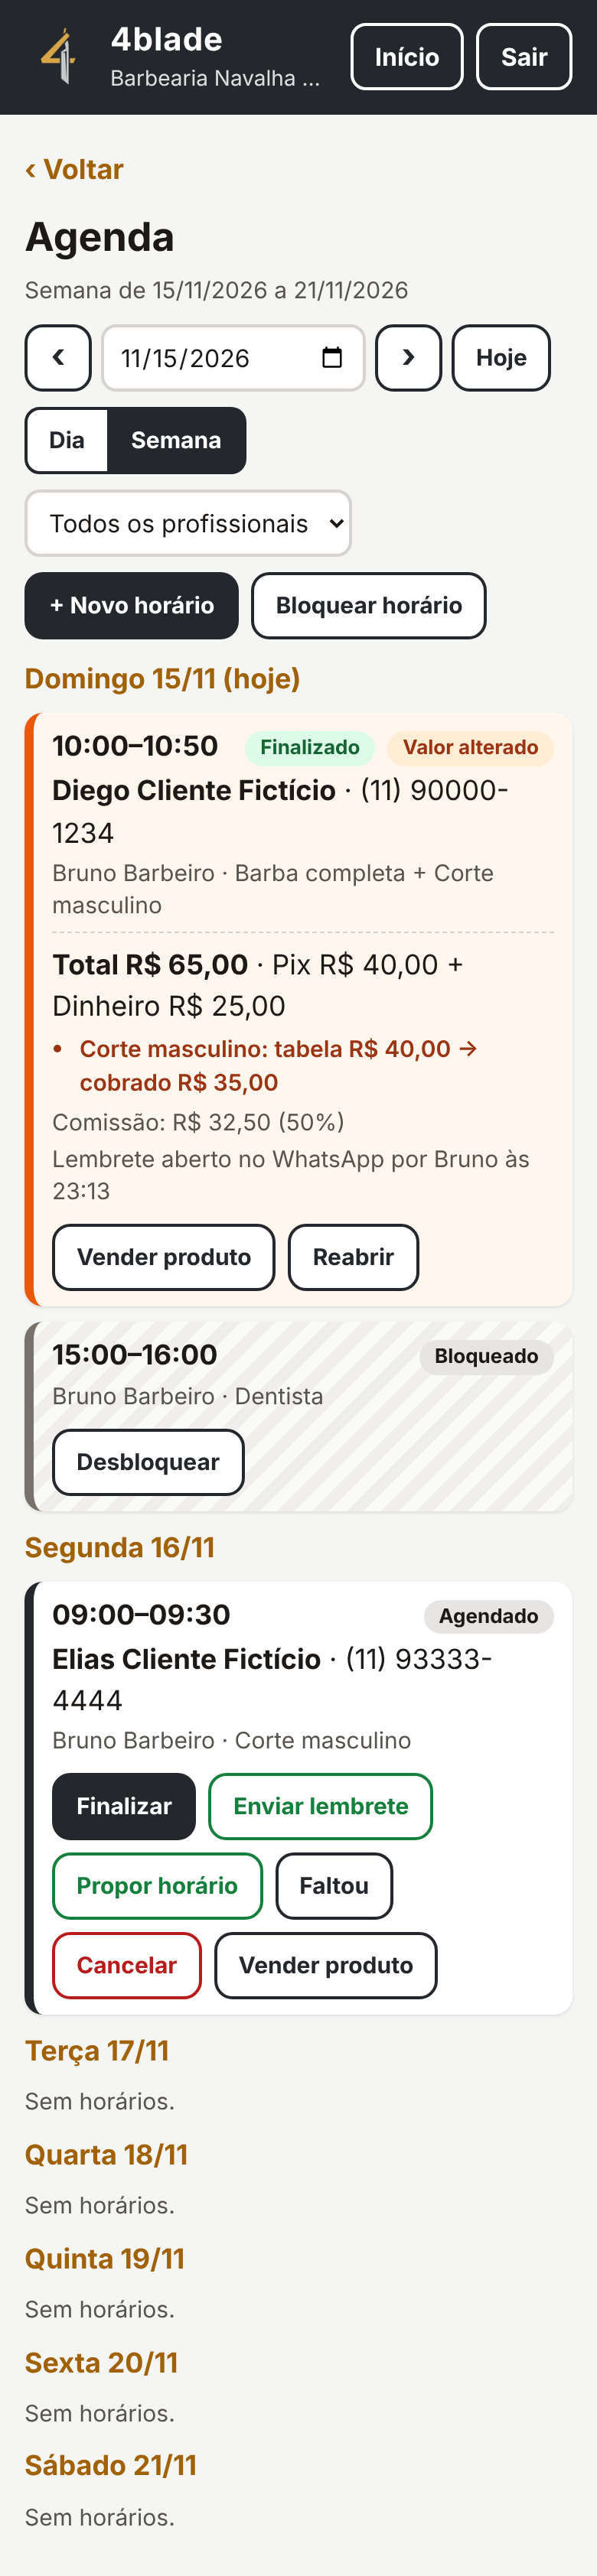 4blade
Barbearia Navalha ...
Início
Sair
‹ Voltar
Agenda
Semana de 15/11/2026 a 21/11/2026
‹
11/15/2026
›
Hoje
Dia
Semana
Todos os profissionais
+ Novo horário
Bloquear horário
Domingo 15/11 (hoje)
10:00–10:50
Finalizado
Valor alterado
Diego Cliente Fictício · (11) 90000-
1234
Bruno Barbeiro · Barba completa + Corte
masculino
Total R$ 65,00 · Pix R$ 40,00 +
Dinheiro R$ 25,00
• Corte masculino: tabela R$ 40,00 →
cobrado R$ 35,00
Comissão: R$ 32,50 (50%)
Lembrete aberto no WhatsApp por Bruno às
23:13
Vender produto
Reabrir
15:00–16:00
Bloqueado
Bruno Barbeiro · Dentista
Desbloquear
Segunda 16/11
09:00–09:30
Agendado
Elias Cliente Fictício · (11) 93333-
4444
Bruno Barbeiro · Corte masculino
Finalizar
Enviar lembrete
Propor horário
Faltou
Cancelar
Vender produto
Terça 17/11
Sem horários.
Quarta 18/11
Sem horários.
Quinta 19/11
Sem horários.
Sexta 20/11
Sem horários.
Sábado 21/11
Sem horários.